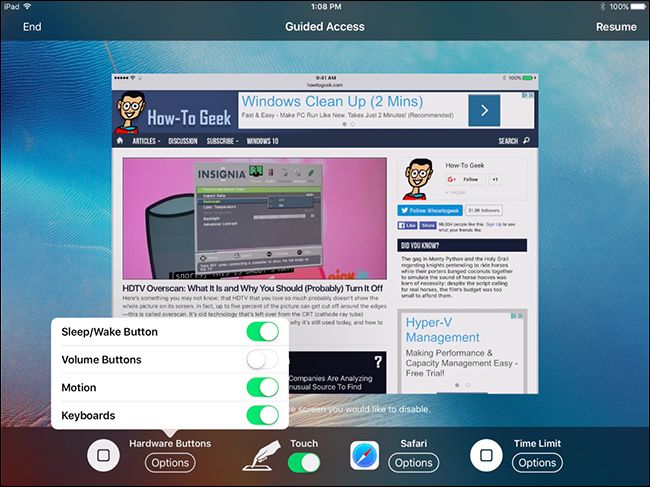 iPad 1:08 PM 100%
End Guided Access Resume
9:41 AM 100%
howtogeek.com
How-To Geek
Windows Clean Up (2 Mins)
Fast & Easy - Make PC Run Like New. Takes Just 2 Minutes! (Recommended)
ARTICLES DISCUSSION SUBSCRIBE WINDOWS 10 SEARCH
INSIGNIA
Aspect Ratio
Overscan
Color Temperature
Backlight
Advanced Contrast
HDTV Overscan: What It Is and Why You Should (Probably) Turn It Off
Here's something you may not know: that HDTV that you love so much probably doesn't show the
whole picture on its screen. In fact, up to five percent of the picture can get cut off around the edges
—this is called overscan. It's old technology that's left over from the CRT (cathode ray tube)
why it's still used today, and how to
How-To Geek
Follow +1
Follow @howtogeek 31.8K followers
Like Share 98,034 people like this. Sign Up to see
what your friends like.
DID YOU KNOW?
The gag in Monty Python and the Holy Grail
regarding knights pretending to ride horses
while their porters banged coconuts together
to simulate the sound of horse hooves was
born of necessity: despite the script calling
for real horses, the film's budget was too
small to afford them.
Hyper-V
Management
Making Performance &
Capacity Management Easy -
Free Trial!
?
Companies Are Analyzing
nusual Source To Find
e screen you would like to disable.
Sleep/Wake Button
Volume Buttons
Motion
Keyboards
Hardware Buttons
Options
Touch
Safari
Options
Time Limit
Options